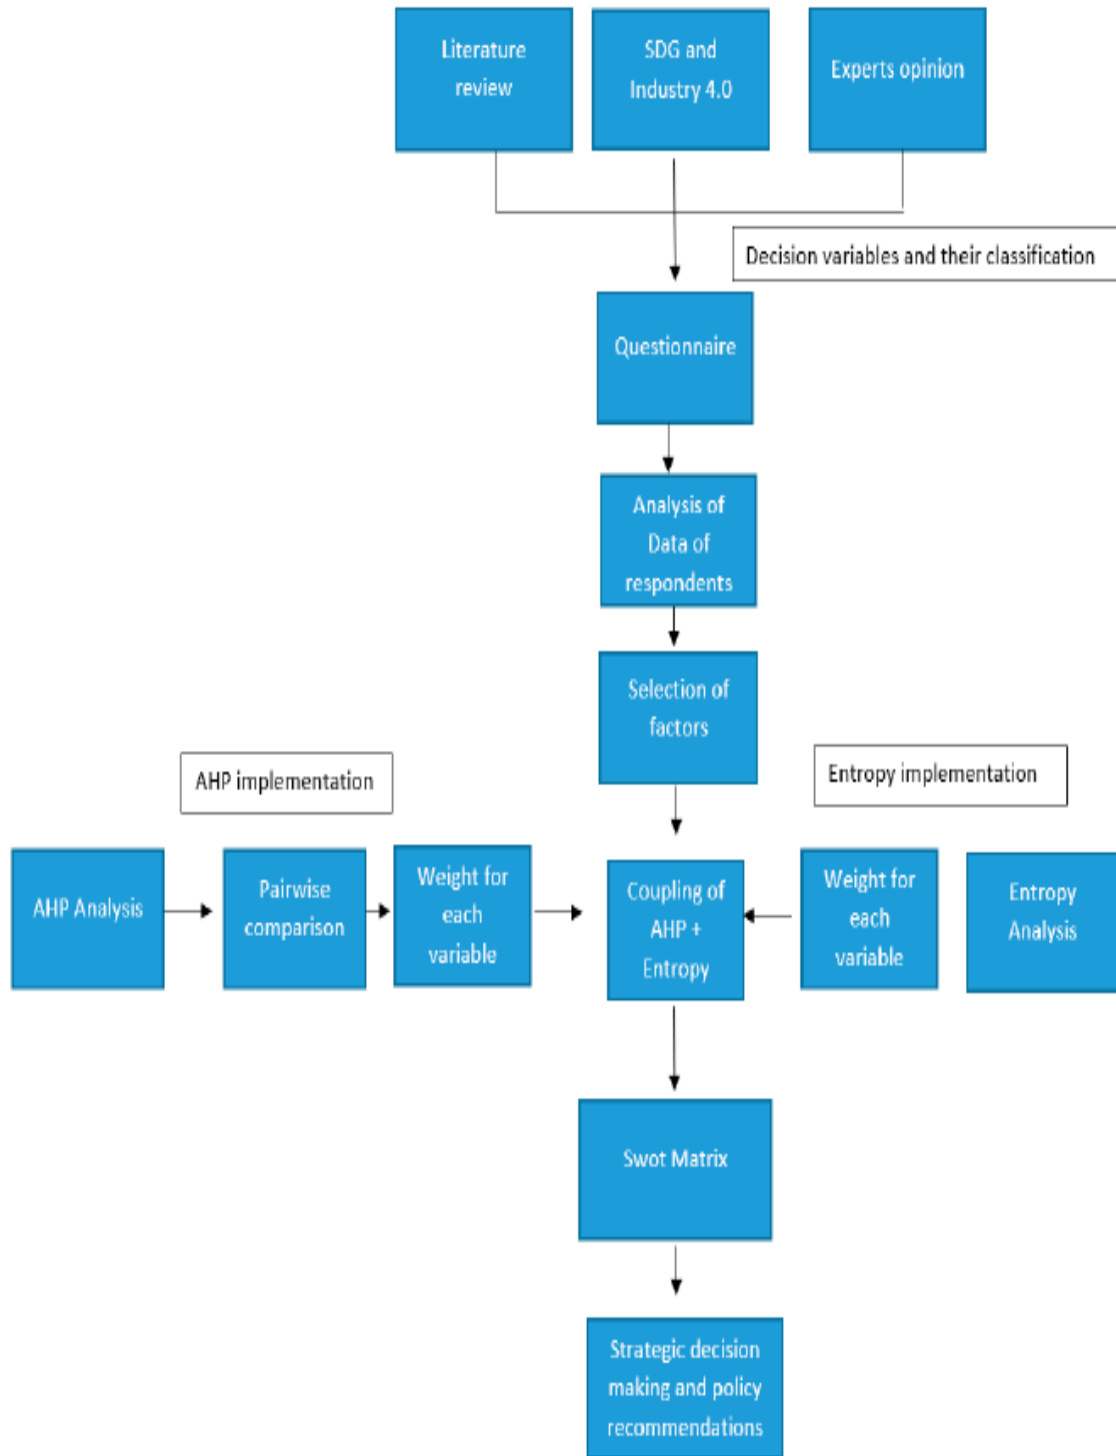 Literature
review
SDG and
Industry 4.0
Experts opinion
Decision variables and their classification
Questionnaire
Analysis of
Data of
respondents
Selection of
factors
AHP implementation
Entropy implementation
AHP Analysis
Pairwise
comparison
Weight for
each
variable
Coupling of
AHP +
Entropy
Weight for
each
variable
Entropy
Analysis
Swot Matrix
Strategic decision
making and policy
recommendations